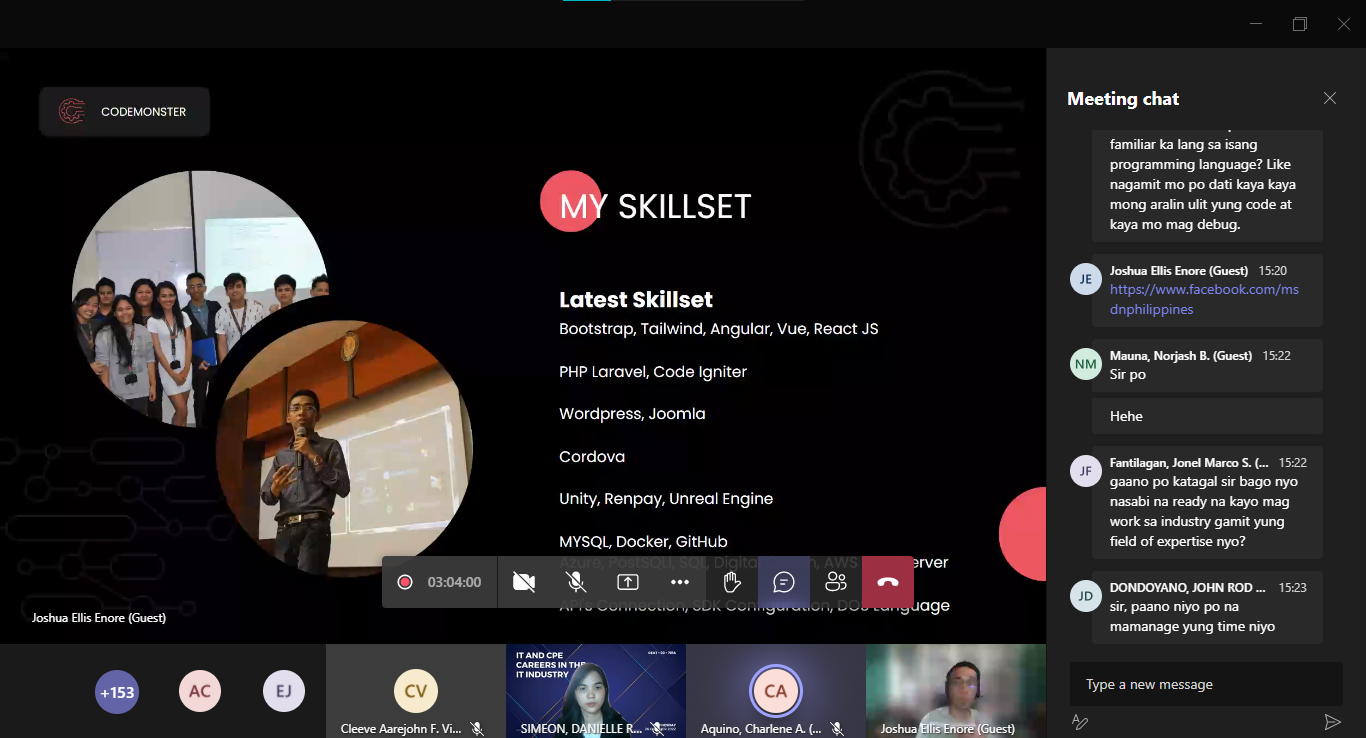 CODEMONSTER
MY SKILLSET
Latest Skillset
Bootstrap, Tailwind, Angular, Vue, React JS
PHP Laravel, Code Igniter
Wordpress, Joomla
Cordova
Unity, Renpay, Unreal Engine
MYSQL, Docker, GitHub
Azure, PostSQLI, SQL, Digita AWS erver
APIs Connection, SDK Configuration, DOS Language
03:04:00
Joshua Ellis Enore (Guest)
+153
AC
EJ
CV
Cleeve Aarejohn F. Vi...
IT AND CPE
CAREERS IN THE
IT INDUSTRY
SIMEON, DANIELLE R...
CA
Aquino, Charlene A. (...
Joshua Ellis Enore (Guest)
Meeting chat
familiar ka lang sa isang
programming language? Like
nagamit mo po dati kaya kaya
mong aralin ulit yung code at
kaya mo mag debug.
JE
Joshua Ellis Enore (Guest) 15:20
https://www.facebook.com/ms
dnphilippines
NM
Mauna, Norjash B. (Guest) 15:22
Sir po
Hehe
JF
Fantilagan, Jonel Marco S. (... 15:22
gaano po katagal sir bago nyo
nasabi na ready na kayo mag
work sa industry gamit yung
field of expertise nyo?
JD
DONDOYANO, JOHN ROD ... 15:23
sir, paano niyo po na
mamanage yung time niyo
Type a new message